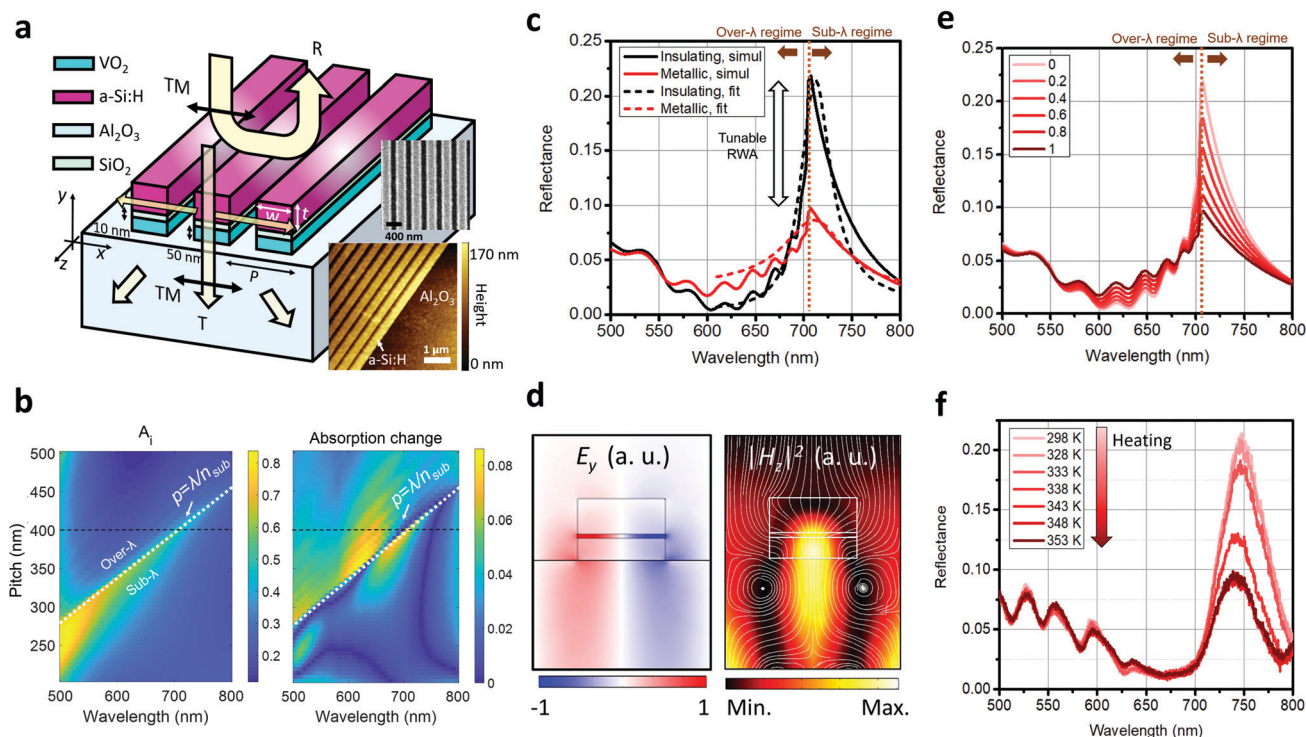 a
VO2
a-Si:H
Al2O3
SiO2
TM
R
w
t
400 nm
10 nm
50 nm
P
y
x
z
TM
T
Al2O3
a-Si:H
1 µm
170 nm
Height
0 nm
b
Ai
Absorption change
p=λ/nsub
p=λ/nsub
Over-λ
Sub-λ
Pitch (nm)
500
450
400
350
300
250
500 600 700 800
Wavelength (nm)
0.8
0.7
0.6
0.5
0.4
0.3
0.2
500 600 700 800
Wavelength (nm)
0.08
0.06
0.04
0.02
0
c
Over-λ regime
Sub-λ regime
Insulating, simul
Metallic, simul
Insulating, fit
Metallic, fit
Tunable
RWA
Reflectance
0.25
0.20
0.15
0.10
0.05
0.00
500 550 600 650 700 750 800
Wavelength (nm)
d
Ey (a. u.)
|Hz|2 (a. u.)
-1 1
Min. Max.
e
Over-λ regime
Sub-λ regime
0
0.2
0.4
0.6
0.8
1
Reflectance
0.25
0.20
0.15
0.10
0.05
0.00
500 550 600 650 700 750 800
Wavelength (nm)
f
298 K
328 K
333 K
338 K
343 K
348 K
353 K
Heating
Reflectance
0.20
0.15
0.10
0.05
0.00
500 550 600 650 700 750 800
Wavelength (nm)